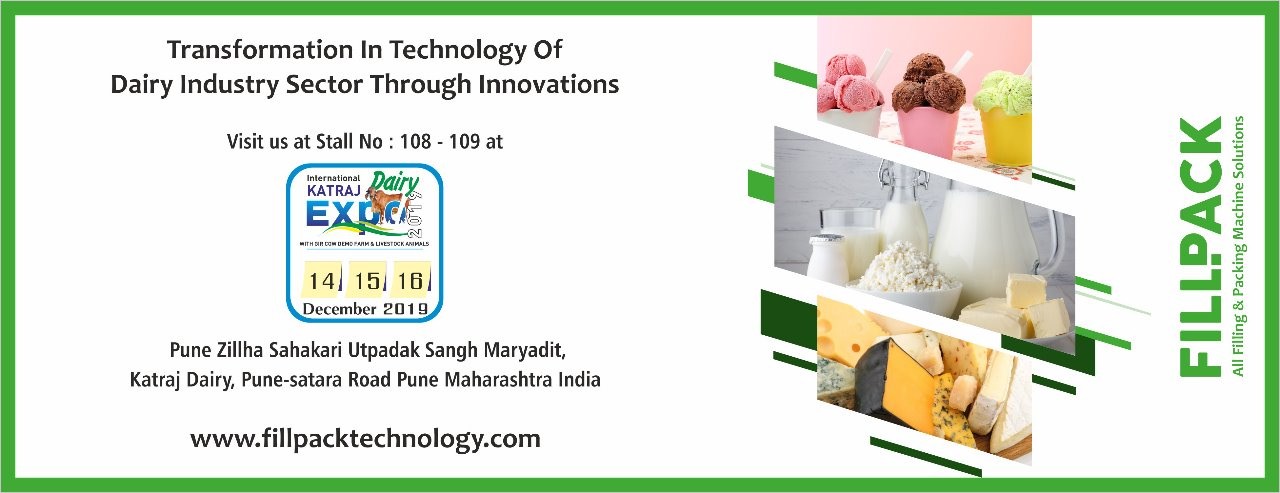 Transformation In Technology Of
Dairy Industry Sector Through Innovations
Visit us at Stall No : 108 - 109 at
International
KATRAJ Dairy
Expo 2019
WITH GIR COW DEMO FARM & LIVESTOCK ANIMALS
14 15 16
December 2019
Pune Zillha Sahakari Utpadak Sangh Maryadit,
Katraj Dairy, Pune-satara Road Pune Maharashtra India
www.fillpacktechnology.com
FILLPACK
All Filling & Packing Machine Solutions